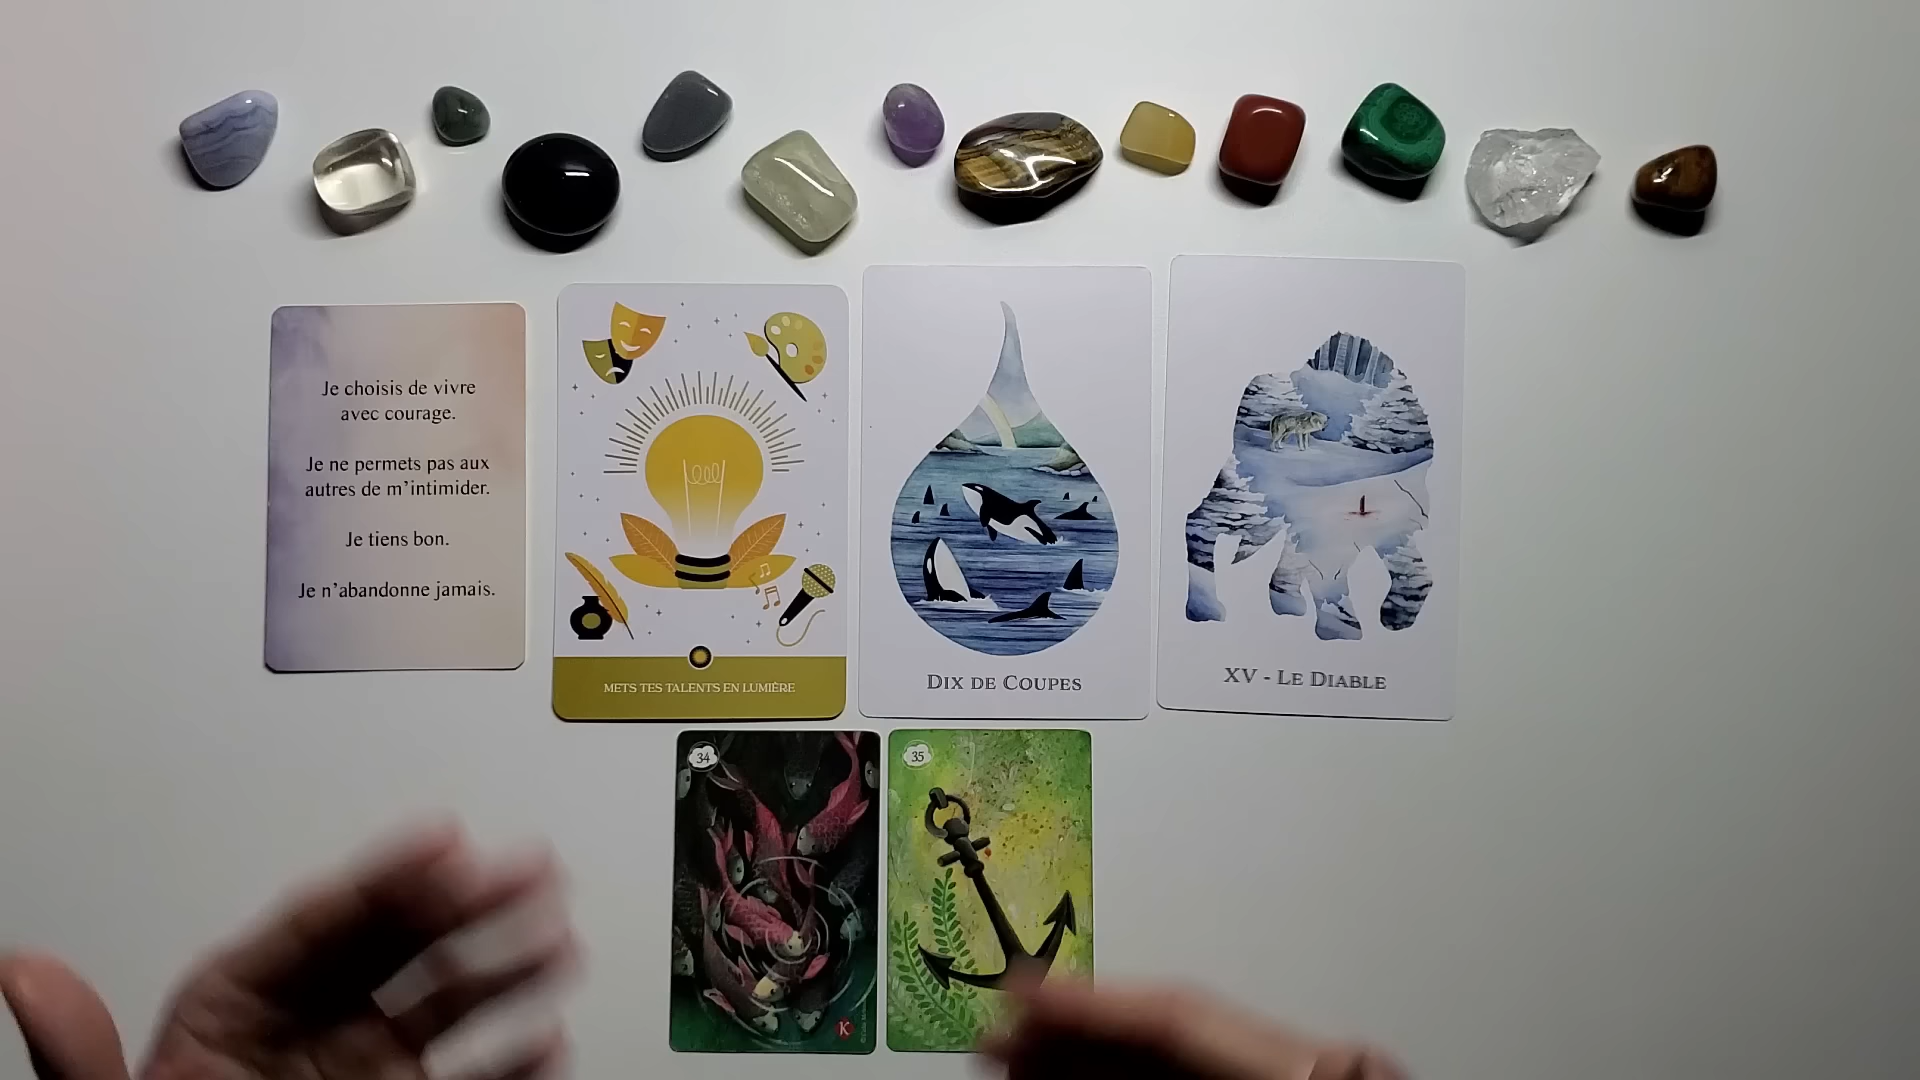 Je choisis de vivre
avec courage.
Je ne permets pas aux
autres de m’intimider.
Je tiens bon.
Je n’abandonne jamais.
METS TES TALENTS EN LUMIÈRE
DIX DE COUPES
XV - LE DIABLE
34
35
K